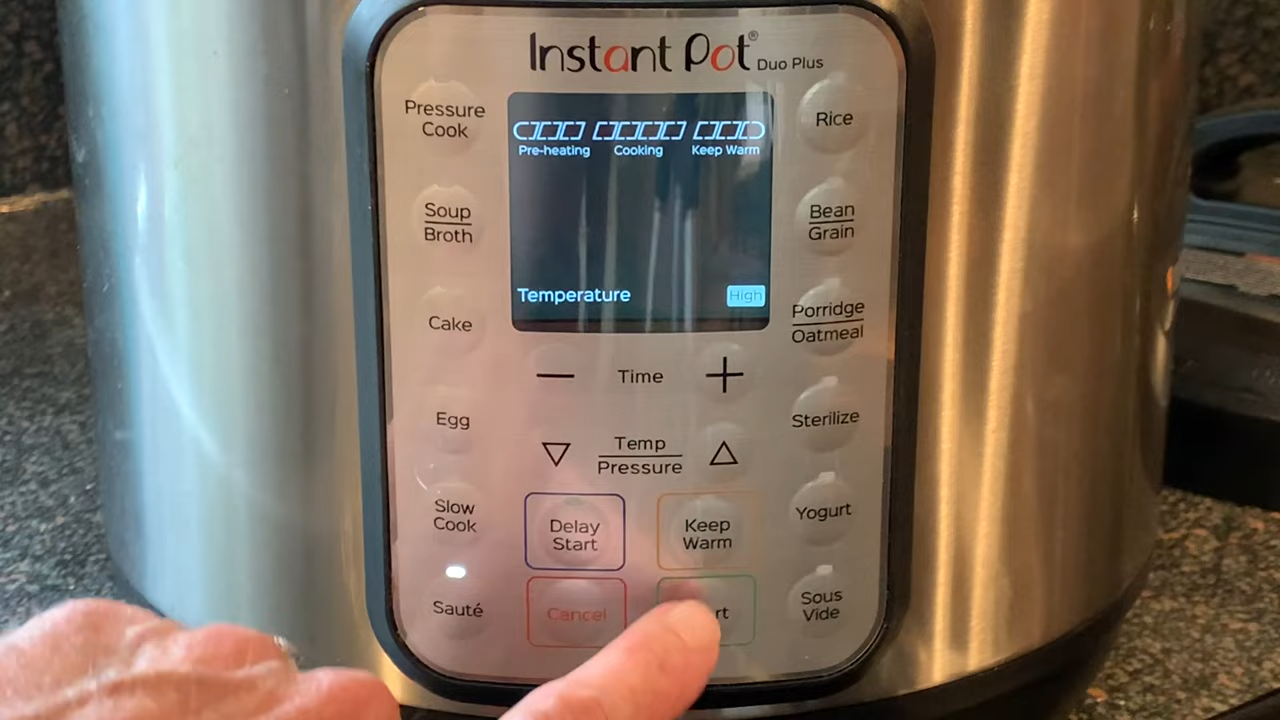 Instant Pot® Duo Plus
Pressure
Cook
Soup
Broth
Cake
Egg
Slow
Cook
Sauté
Pre-heating Cooking Keep Warm
Temperature High
Time
Temp
Pressure
Delay
Start
Keep
Warm
Cancel
rt
Rice
Bean
Grain
Porridge
Oatmeal
Sterilize
Yogurt
Sous
Vide